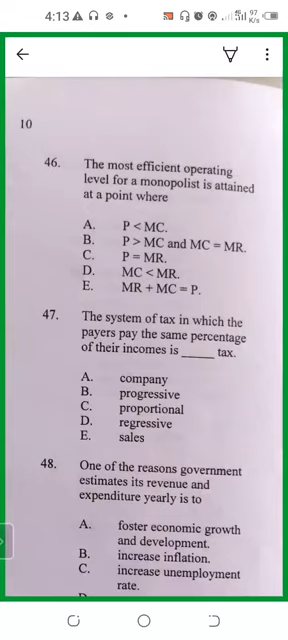 4:13
4G
97
K/s
10
46. The most efficient operating
level for a monopolist is attained
at a point where
A. P < MC.
B. P > MC and MC = MR.
C. P = MR.
D. MC < MR.
E. MR + MC = P.
47. The system of tax in which the
payers pay the same percentage
of their incomes is _____ tax.
A. company
B. progressive
C. proportional
D. regressive
E. sales
48. One of the reasons government
estimates its revenue and
expenditure yearly is to
A. foster economic growth
and development.
B. increase inflation.
C. increase unemployment
rate.